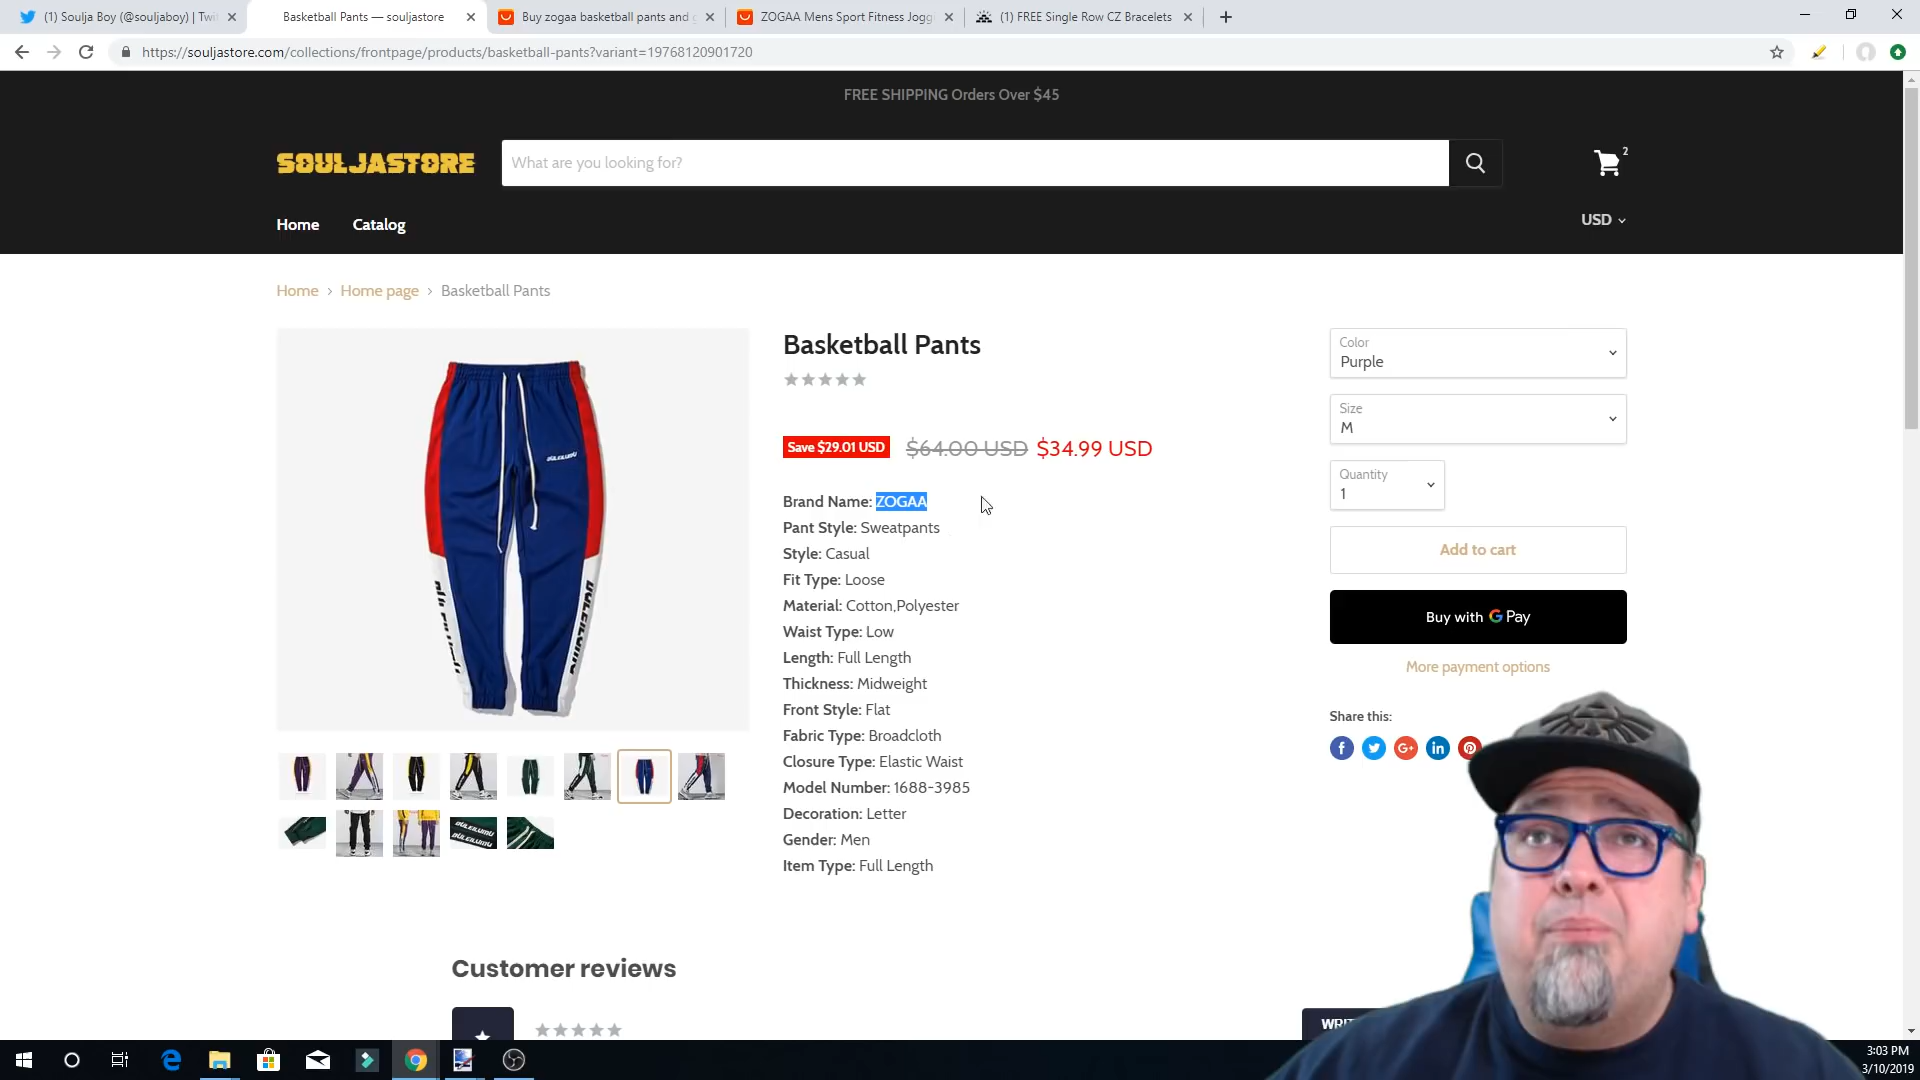 (1) Soulja Boy (@souljaboy) | Twit
Basketball Pants — souljastore
Buy zogaa basketball pants and g
ZOGAA Mens Sport Fitness Jogg
(1) FREE Single Row CZ Bracelets
https://souljastore.com/collections/frontpage/products/basketball-pants?variant=19768120901720
FREE SHIPPING Orders Over $45
SOULJASTORE
What are you looking for?
2
Home
Catalog
USD
Home › Home page › Basketball Pants
Basketball Pants
Color
Purple
Size
M
Save $29.01 USD $64.00 USD $34.99 USD
Quantity
1
Brand Name: ZOGAA
Pant Style: Sweatpants
Style: Casual
Fit Type: Loose
Material: Cotton,Polyester
Waist Type: Low
Length: Full Length
Thickness: Midweight
Front Style: Flat
Fabric Type: Broadcloth
Closure Type: Elastic Waist
Model Number: 1688-3985
Decoration: Letter
Gender: Men
Item Type: Full Length
Add to cart
Buy with G Pay
More payment options
Share this:
Customer reviews
WRI
3:03 PM
3/10/2019